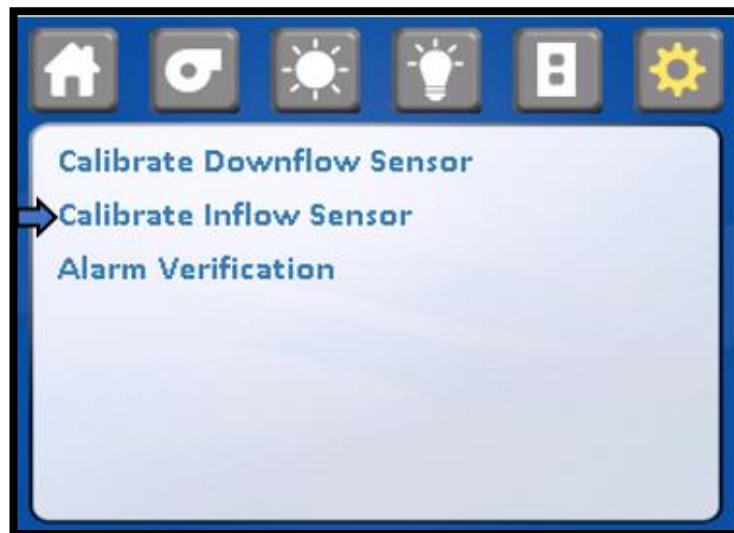 Calibrate Downflow Sensor
Calibrate Inflow Sensor
Alarm Verification